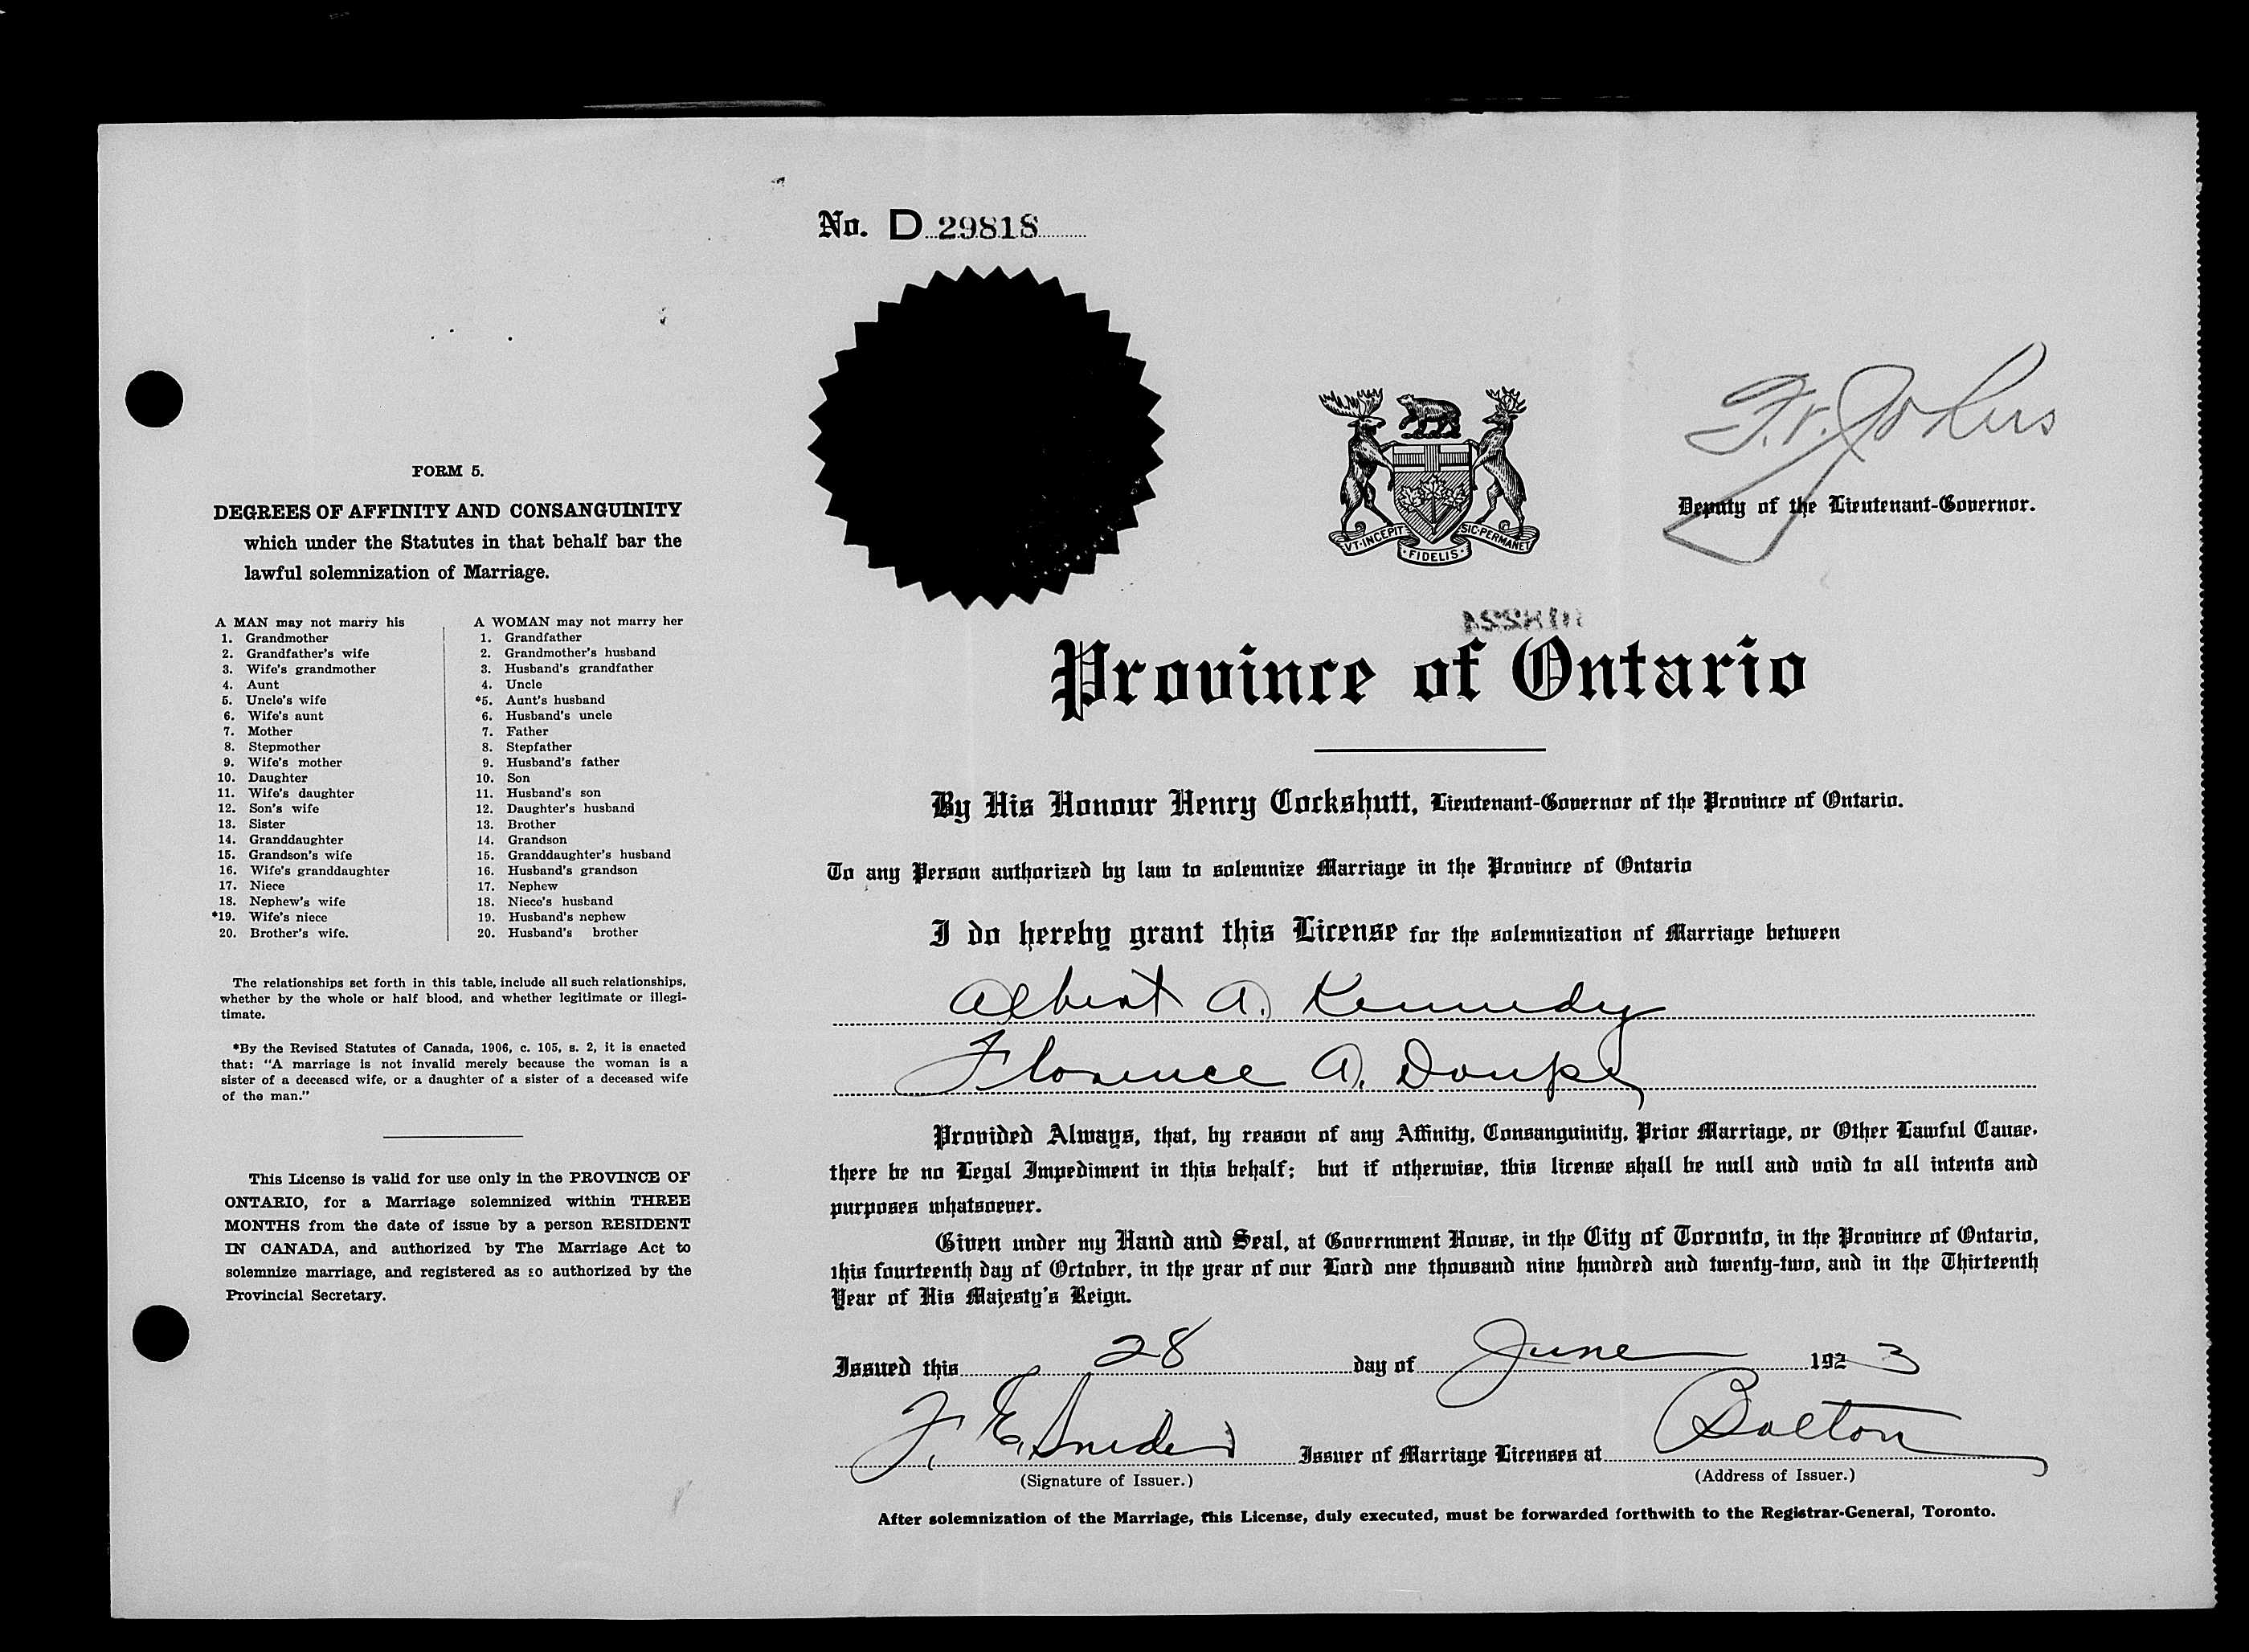 No. D 29818
FORM 5.
DEGREES OF AFFINITY AND CONSANGUINITY
which under the Statutes in that behalf bar the
lawful solemnization of Marriage.
A MAN may not marry his
1. Grandmother
2. Grandfather's wife
3. Wife's grandmother
4. Aunt
5. Uncle's wife
6. Wife's aunt
7. Mother
8. Stepmother
9. Wife's mother
10. Daughter
11. Wife's daughter
12. Son's wife
13. Sister
14. Granddaughter
15. Grandson's wife
16. Wife's granddaughter
17. Niece
18. Nephew's wife
*19. Wife's niece
20. Brother's wife.
A WOMAN may not marry her
1. Grandfather
2. Grandmother's husband
3. Husband's grandfather
4. Uncle
*5. Aunt's husband
6. Husband's uncle
7. Father
8. Stepfather
9. Husband's father
10. Son
11. Husband's son
12. Daughter's husband
13. Brother
14. Grandson
15. Granddaughter's husband
16. Husband's grandson
17. Nephew
18. Niece's husband
19. Husband's nephew
20. Husband's brother
The relationships set forth in this table, include all such relationships,
whether by the whole or half blood, and whether legitimate or illegi-
timate.
*By the Revised Statutes of Canada, 1906, c. 105, s. 2, it is enacted
that: "A marriage is not invalid merely because the woman is a
sister of a deceased wife, or a daughter of a sister of a deceased wife
of the man."
This License is valid for use only in the PROVINCE OF
ONTARIO, for a Marriage solemnized within THREE
MONTHS from the date of issue by a person RESIDENT
IN CANADA, and authorized by The Marriage Act to
solemnize marriage, and registered as so authorized by the
Provincial Secretary.
VT·INCEPIT SIC·PERMANET
·FIDELIS·
Deputy of the Lieutenant-Governor.
Province of Ontario
By His Honour Henry Cockshutt, Lieutenant-Governor of the Province of Ontario.
To any Person authorized by law to solemnize Marriage in the Province of Ontario
I do hereby grant this License for the solemnization of Marriage between
Albert A. Kennedy
Florence A. Doupe
Provided Always, that, by reason of any Affinity, Consanguinity, Prior Marriage, or Other Lawful Cause,
there be no Legal Impediment in this behalf; but if otherwise, this license shall be null and void to all intents and
purposes whatsoever.
Given under my Hand and Seal, at Government House, in the City of Toronto, in the Province of Ontario,
this fourteenth day of October, in the year of our Lord one thousand nine hundred and twenty-two, and in the Thirteenth
Year of His Majesty's Reign.
Issued this 28 day of June 192 3
F. E. Snider Issuer of Marriage Licenses at Bolton
(Signature of Issuer.) (Address of Issuer.)
After solemnization of the Marriage, this License, duly executed, must be forwarded forthwith to the Registrar-General, Toronto.